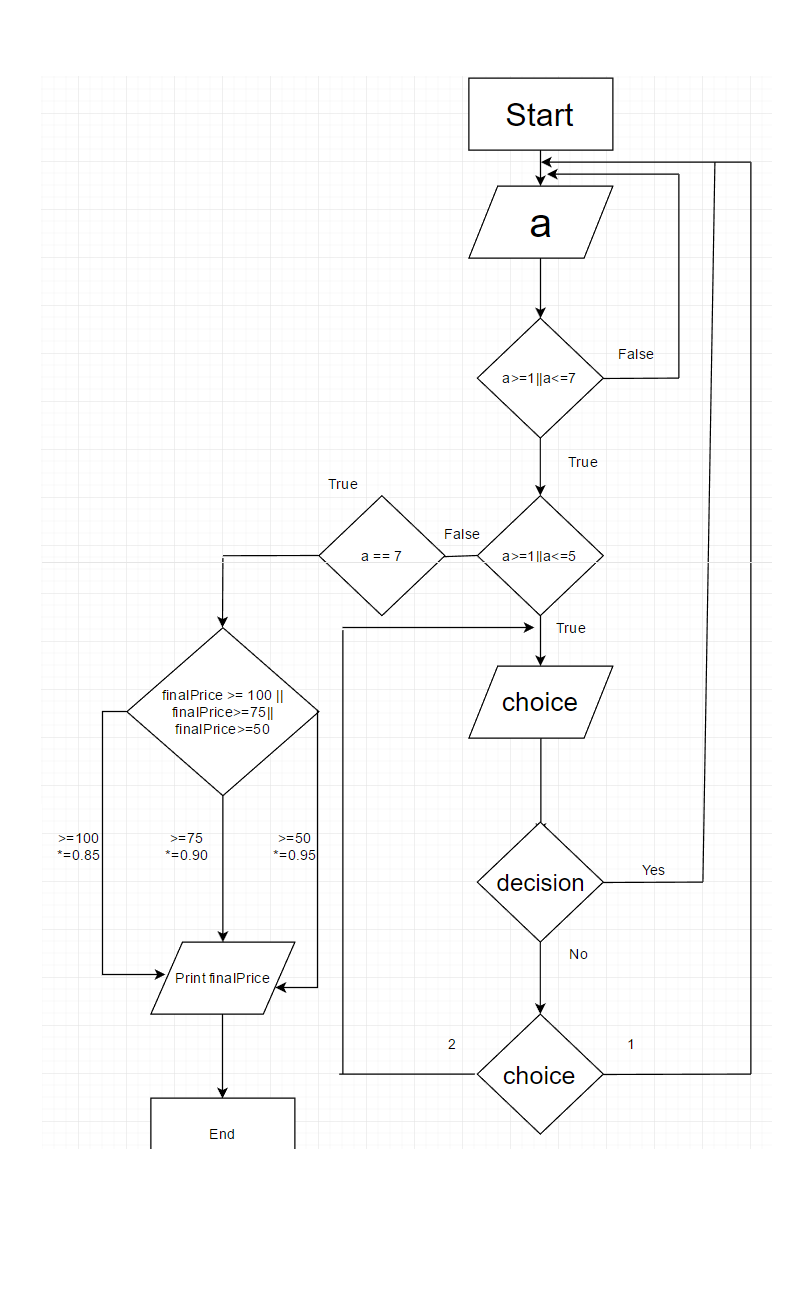 Start
a
a>=1||a<=7
False
True
True
False
a == 7
a>=1||a<=5
True
finalPrice >= 100 ||
finalPrice>=75||
finalPrice>=50
choice
>=100
*=0.85
>=75
*=0.90
>=50
*=0.95
decision
Yes
No
Print finalPrice
2
1
choice
End